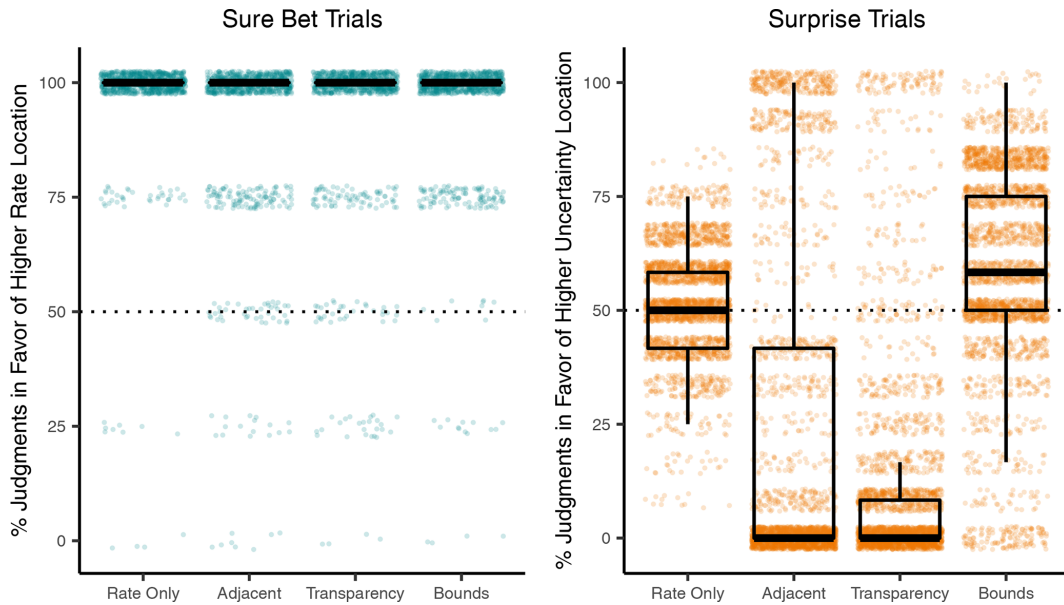 Sure Bet Trials
% Judgments in Favor of Higher Rate Location
100
75
50
25
0
Rate Only
Adjacent
Transparency
Bounds
Surprise Trials
% Judgments in Favor of Higher Uncertainty Location
100
75
50
25
0
Rate Only
Adjacent
Transparency
Bounds